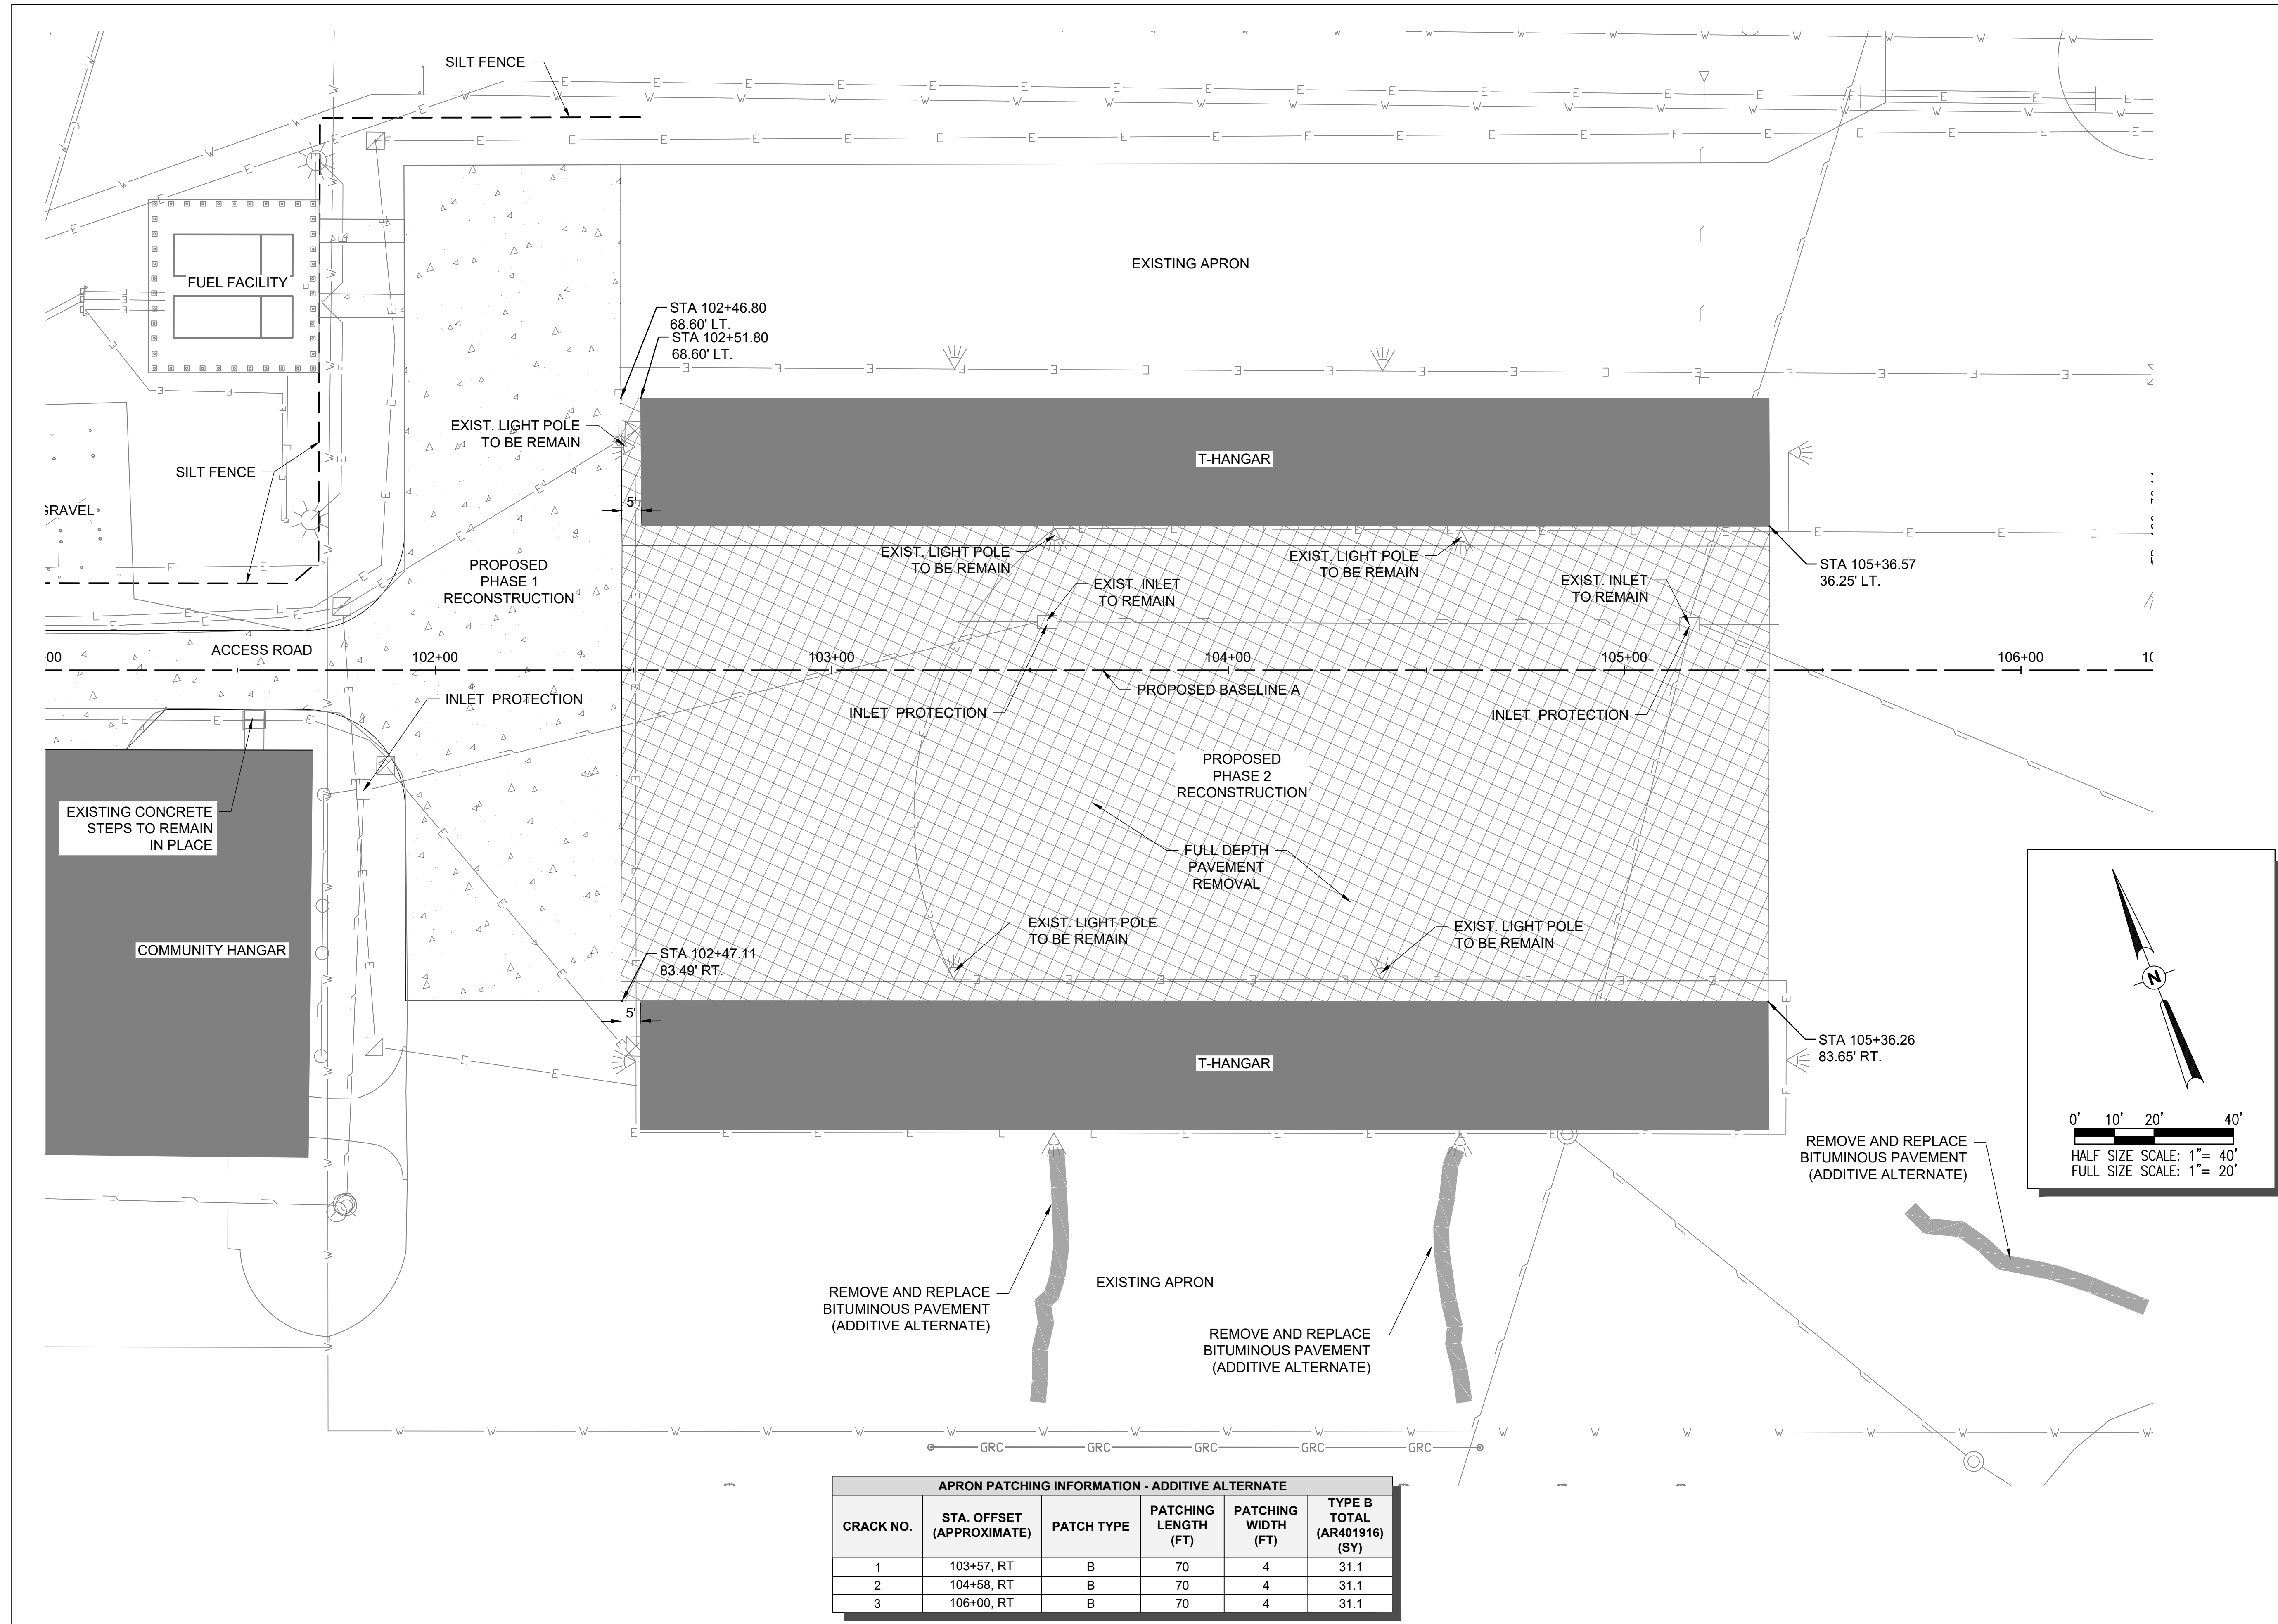 SILT FENCE
FUEL FACILITY
EXISTING APRON
STA 102+46.80
68.60' LT.
STA 102+51.80
68.60' LT.
EXIST. LIGHT POLE
TO BE REMAIN
T-HANGAR
SILT FENCE
5'
EXIST. LIGHT POLE
TO BE REMAIN
EXIST. LIGHT POLE
TO BE REMAIN
STA 105+36.57
36.25' LT.
PROPOSED
PHASE 1
RECONSTRUCTION
EXIST. INLET
TO REMAIN
EXIST. INLET
TO REMAIN
ACCESS ROAD
102+00
103+00
104+00
105+00
106+00
INLET PROTECTION
PROPOSED BASELINE A
INLET PROTECTION
INLET PROTECTION
PROPOSED
PHASE 2
RECONSTRUCTION
EXISTING CONCRETE
STEPS TO REMAIN
IN PLACE
FULL DEPTH
PAVEMENT
REMOVAL
COMMUNITY HANGAR
EXIST. LIGHT POLE
TO BE REMAIN
EXIST. LIGHT POLE
TO BE REMAIN
STA 102+47.11
83.49' RT.
5'
T-HANGAR
STA 105+36.26
83.65' RT.
N
0' 10' 20' 40'
HALF SIZE SCALE: 1"= 40'
FULL SIZE SCALE: 1"= 20'
REMOVE AND REPLACE
BITUMINOUS PAVEMENT
(ADDITIVE ALTERNATE)
REMOVE AND REPLACE
BITUMINOUS PAVEMENT
(ADDITIVE ALTERNATE)
EXISTING APRON
REMOVE AND REPLACE
BITUMINOUS PAVEMENT
(ADDITIVE ALTERNATE)
GRC GRC GRC GRC GRC
APRON PATCHING INFORMATION - ADDITIVE ALTERNATE
CRACK NO. STA. OFFSET (APPROXIMATE) PATCH TYPE PATCHING LENGTH (FT) PATCHING WIDTH (FT) TYPE B TOTAL (AR401916) (SY)
1 103+57, RT B 70 4 31.1
2 104+58, RT B 70 4 31.1
3 106+00, RT B 70 4 31.1